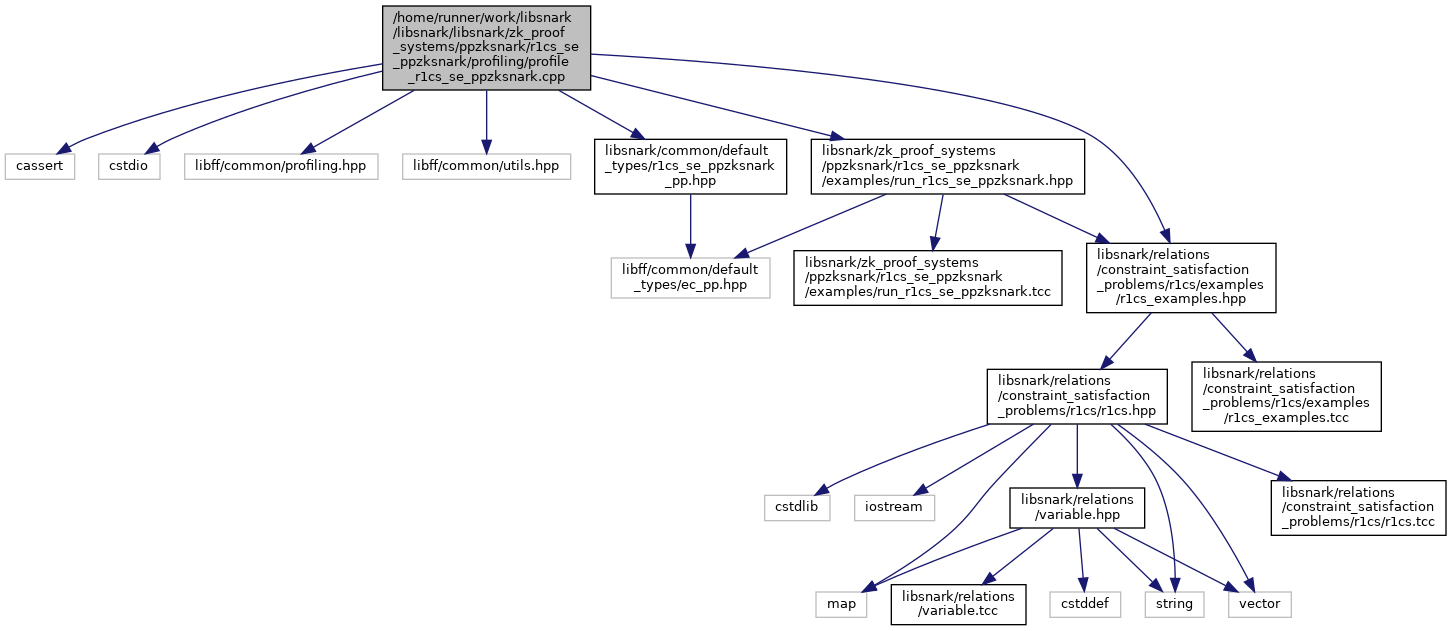 /home/runner/work/libsnark
/libsnark/libsnark/zk_proof
_systems/ppzksnark/r1cs_se
_ppzksnark/profiling/profile
_r1cs_se_ppzksnark.cpp
cassert
cstdio
libff/common/profiling.hpp
libff/common/utils.hpp
libsnark/common/default
_types/r1cs_se_ppzksnark
_pp.hpp
libsnark/zk_proof_systems
/ppzksnark/r1cs_se_ppzksnark
/examples/run_r1cs_se_ppzksnark.hpp
libff/common/default
_types/ec_pp.hpp
libsnark/zk_proof_systems
/ppzksnark/r1cs_se_ppzksnark
/examples/run_r1cs_se_ppzksnark.tcc
libsnark/relations
/constraint_satisfaction
_problems/r1cs/examples
/r1cs_examples.hpp
libsnark/relations
/constraint_satisfaction
_problems/r1cs/r1cs.hpp
libsnark/relations
/constraint_satisfaction
_problems/r1cs/examples
/r1cs_examples.tcc
cstdlib
iostream
libsnark/relations
/variable.hpp
libsnark/relations
/constraint_satisfaction
_problems/r1cs/r1cs.tcc
map
libsnark/relations
/variable.tcc
cstddef
string
vector